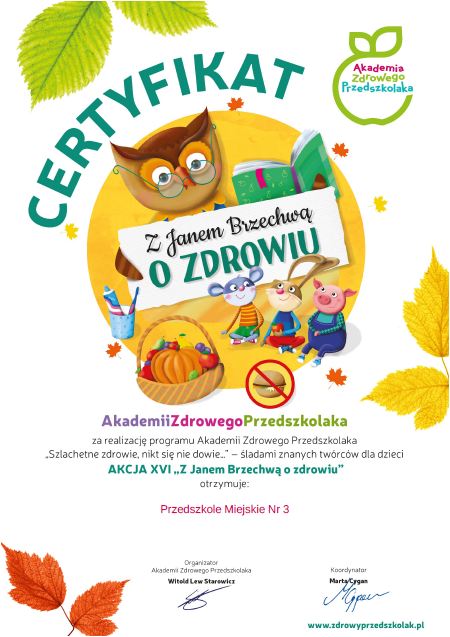 CERTYFIKAT
Akademia
Zdrowego
Przedszkolaka
Z Janem Brzechwą
O ZDROWIU
AkademiiZdrowegoPrzedszkolaka
za realizację programu Akademii Zdrowego Przedszkolaka
„Szlachetne zdrowie, nikt się nie dowie...” – śladami znanych twórców dla dzieci
AKCJA XVI „Z Janem Brzechwą o zdrowiu”
otrzymuje:
Przedszkole Miejskie Nr 3
Organizator
Akademii Zdrowego Przedszkolaka
Witold Lew Starowicz
Koordynator
Marta Cygan
www.zdrowyprzedszkolak.pl